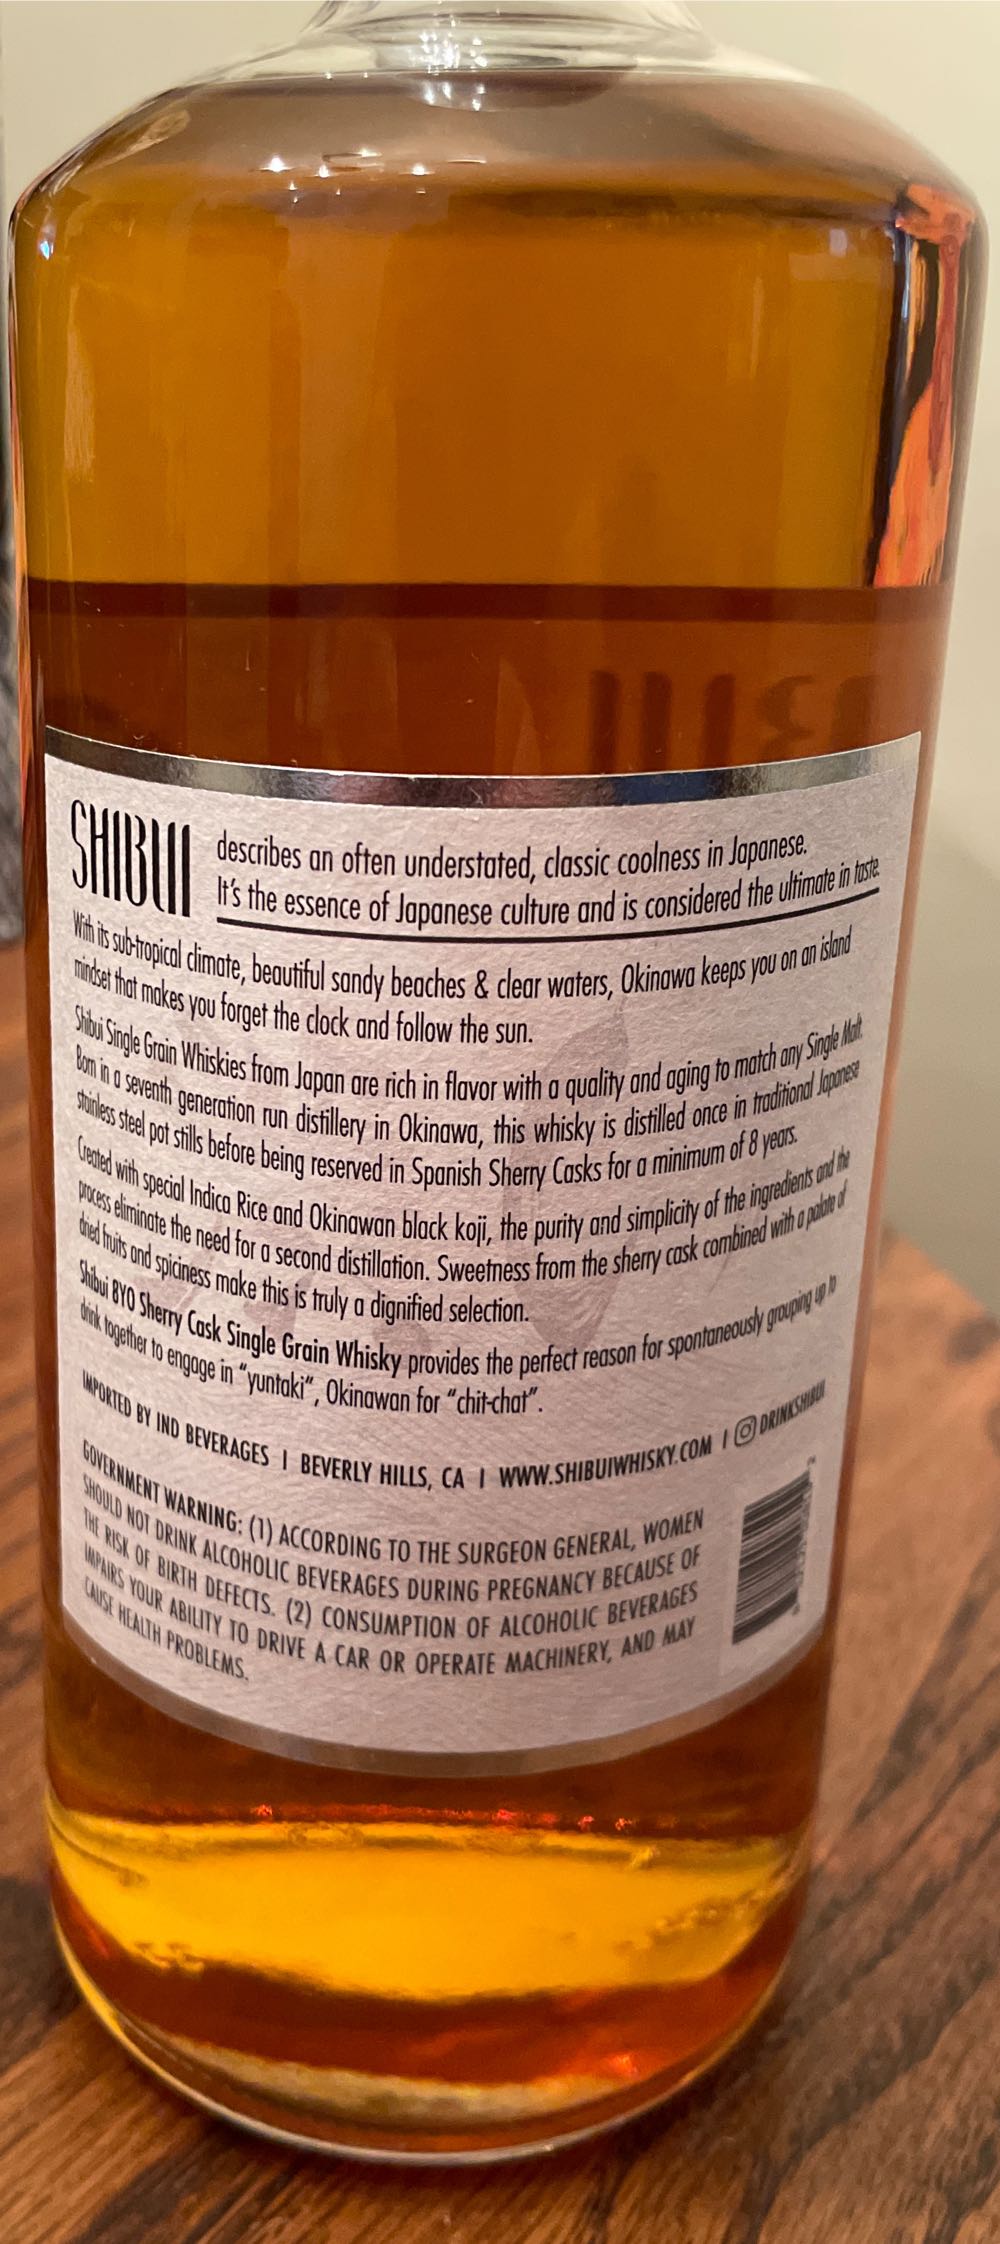 SHIBUI describes an often understated, classic coolness in Japanese.
It's the essence of Japanese culture and is considered the ultimate in taste.
With its sub-tropical climate, beautiful sandy beaches & clear waters, Okinawa keeps you on an island
mindset that makes you forget the clock and follow the sun.
Shibui Single Grain Whiskies from Japan are rich in flavor with a quality and aging to match any Single Malt.
Born in a seventh generation run distillery in Okinawa, this whisky is distilled once in traditional Japanese
stainless steel pot stills before being reserved in Spanish Sherry Casks for a minimum of 8 years.
Created with special Indica Rice and Okinawan black koji, the purity and simplicity of the ingredients and the
process eliminate the need for a second distillation. Sweetness from the sherry cask combined with a palate of
dried fruits and spiciness make this is truly a dignified selection.
Shibui 8YO Sherry Cask Single Grain Whisky provides the perfect reason for spontaneously grouping up to
drink together to engage in "yuntaki", Okinawan for "chit-chat".
IMPORTED BY IND BEVERAGES | BEVERLY HILLS, CA | WWW.SHIBUIWHISKY.COM | DRINKSHIBUI
GOVERNMENT WARNING: (1) ACCORDING TO THE SURGEON GENERAL, WOMEN
SHOULD NOT DRINK ALCOHOLIC BEVERAGES DURING PREGNANCY BECAUSE OF
THE RISK OF BIRTH DEFECTS. (2) CONSUMPTION OF ALCOHOLIC BEVERAGES
IMPAIRS YOUR ABILITY TO DRIVE A CAR OR OPERATE MACHINERY, AND MAY
CAUSE HEALTH PROBLEMS.